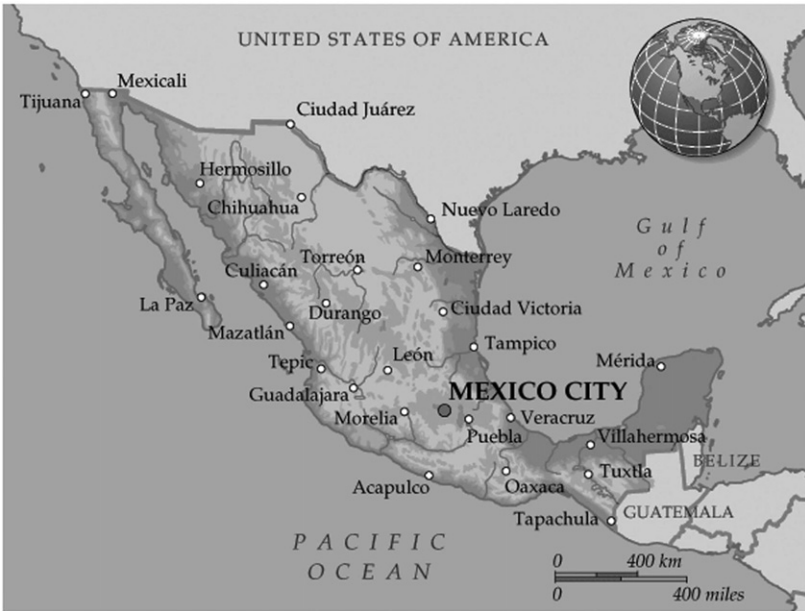 UNITED STATES OF AMERICA
Mexicali
Tijuana
Ciudad Juárez
Hermosillo
Chihuahua
Nuevo Laredo
Gulf
of
Mexico
Torreón
Monterrey
Culiacán
La Paz
Durango
Ciudad Victoria
Mazatlán
Tampico
Tepic
León
Mérida
Guadalajara
MEXICO CITY
Morelia
Veracruz
Puebla
Villahermosa
BELIZE
Acapulco
Oaxaca
Tuxtla
Tapachula
GUATEMALA
PACIFIC
OCEAN
0 400 km
0 400 miles